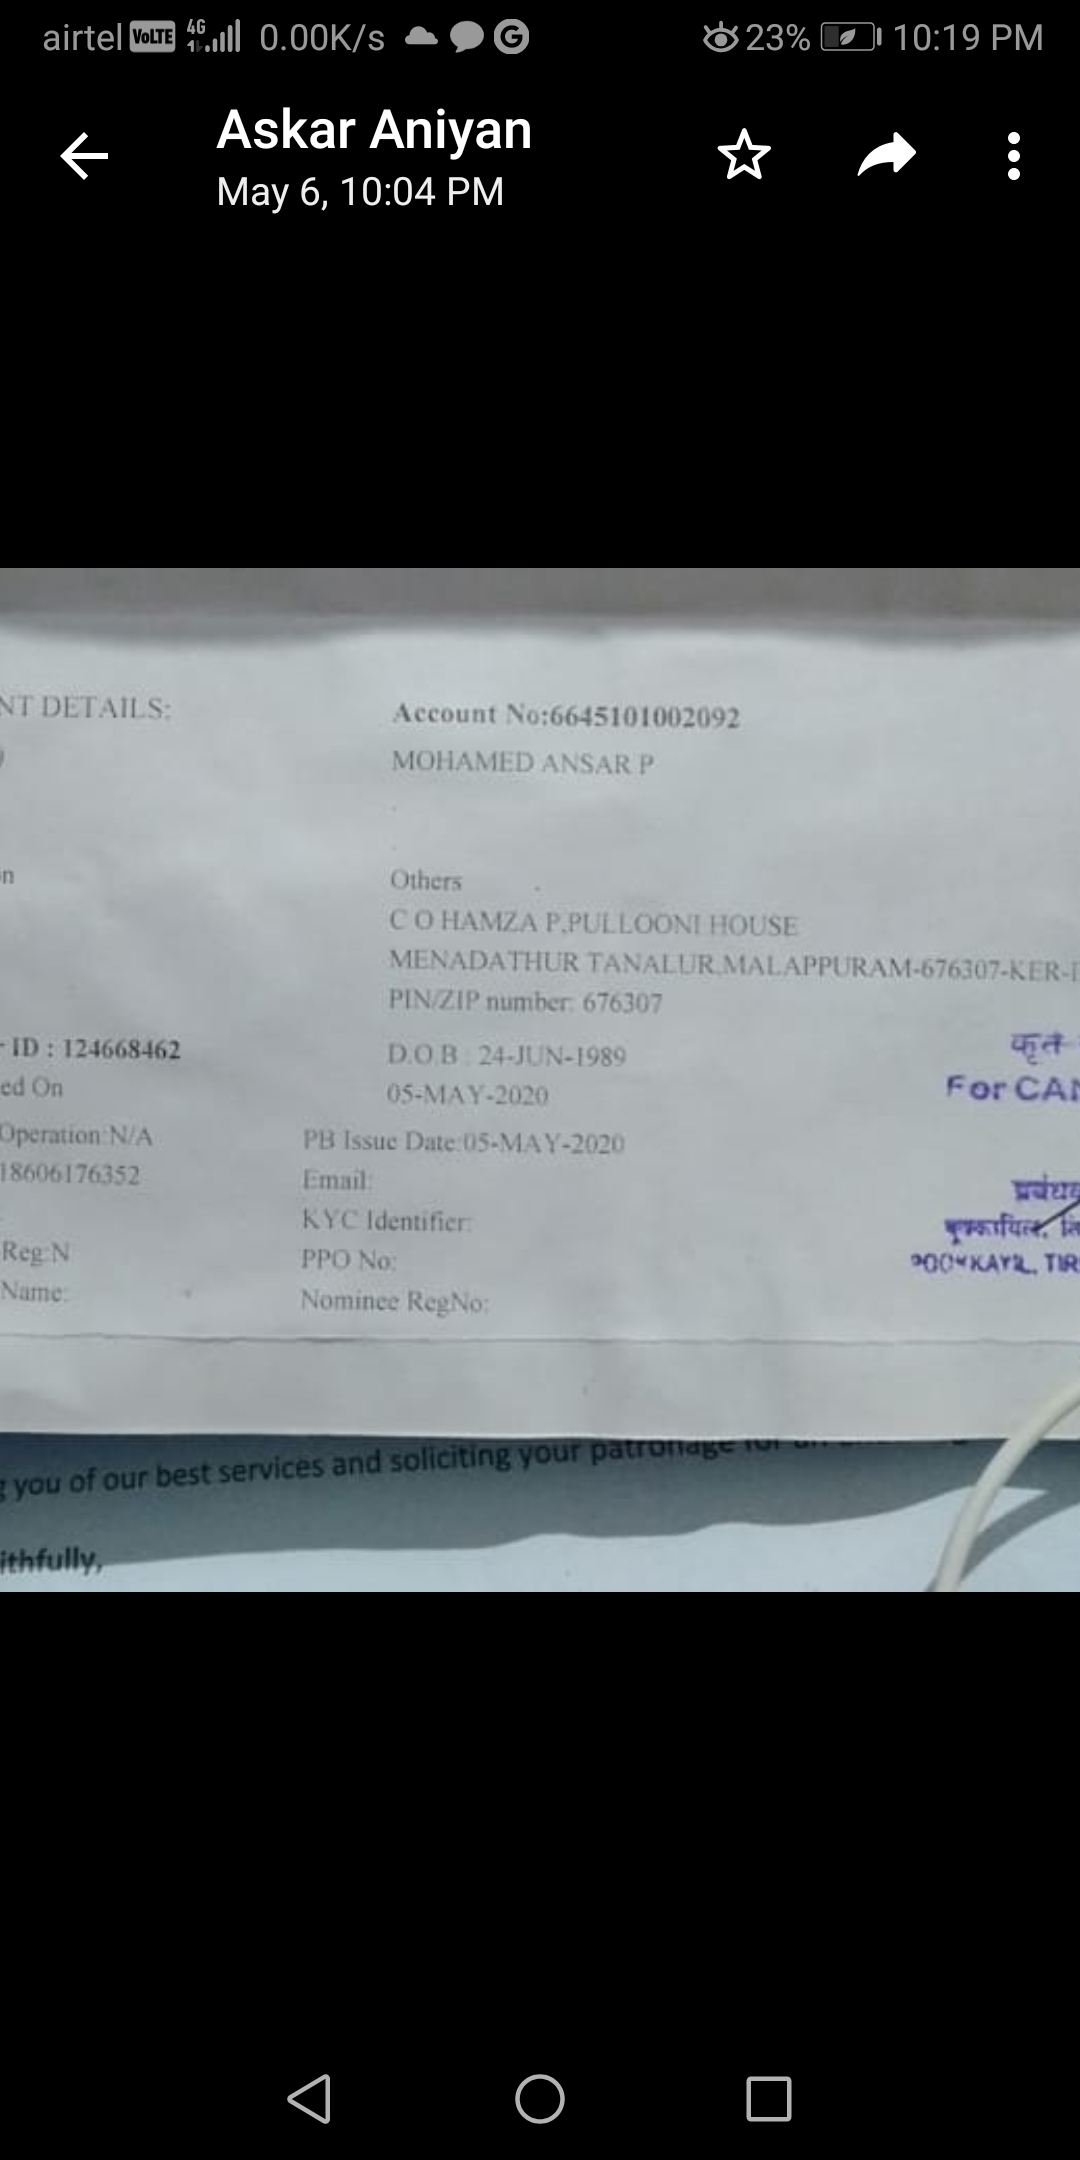 airtel VoLTE 4G 0.00K/s G 23% 10:19 PM
Askar Aniyan
May 6, 10:04 PM
NT DETAILS:
Account No:6645101002092
MOHAMED ANSAR P
n
Others
C O HAMZA P,PULLOONI HOUSE
MENADATHUR TANALUR,MALAPPURAM-676307-KER-I
PIN/ZIP number: 676307
ID : 124668462
D.O.B : 24-JUN-1989
कृते
ed On
05-MAY-2020
For CAN
Operation:N/A
PB Issue Date:05-MAY-2020
18606176352
Email:
प्रबंधक
KYC Identifier:
Reg:N
PPO No:
TIR
Name:
Nominee RegNo:
g you of our best services and soliciting your patronage for
ithfully,